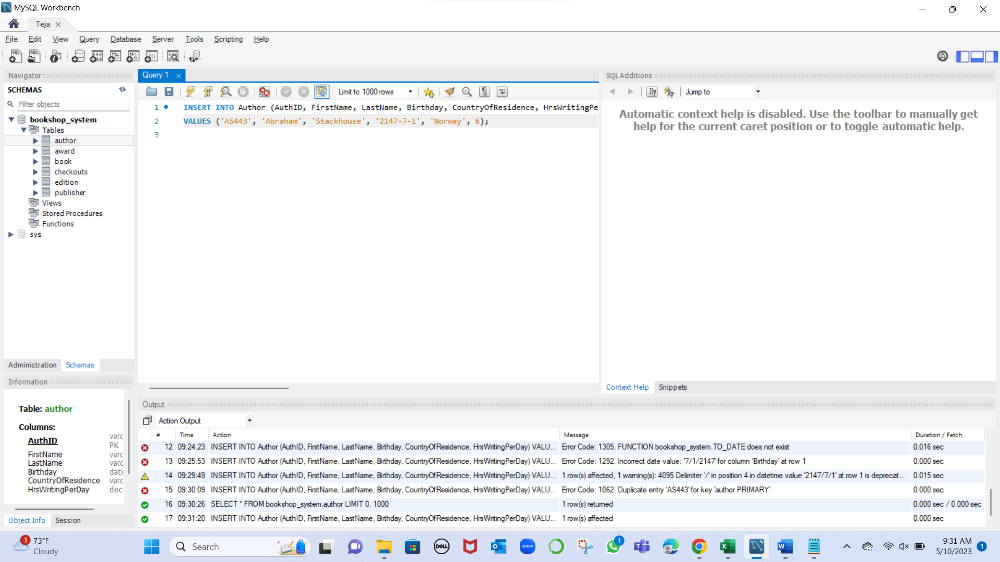 MySQL Workbench
Teja
File Edit View Query Database Server Tools Scripting Help
Navigator
SCHEMAS
Filter objects
bookshop_system
Tables
author
award
book
checkouts
edition
publisher
Views
Stored Procedures
Functions
sys
Administration Schemas
Information
Table: author
Columns:
AuthID varc
PK
FirstName varc
LastName varc
Birthday date
CountryOfResidence varc
HrsWritingPerDay dec
Object Info Session
Query 1
Limit to 1000 rows
1 INSERT INTO Author (AuthID, FirstName, LastName, Birthday, CountryOfResidence, HrsWritingPe
2 VALUES ('AS443', 'Abraham', 'Stackhouse', '2147-7-1', 'Norway', 6);
3
SQLAdditions
Jump to
Automatic context help is disabled. Use the toolbar to manually get
help for the current caret position or to toggle automatic help.
Context Help Snippets
Output
Action Output
# Time Action Message Duration / Fetch
12 09:24:23 INSERT INTO Author (AuthID, FirstName, LastName, Birthday, CountryOfResidence, HrsWritingPerDay) VALU... Error Code: 1305. FUNCTION bookshop_system.TO_DATE does not exist 0.016 sec
13 09:25:53 INSERT INTO Author (AuthID, FirstName, LastName, Birthday, CountryOfResidence, HrsWritingPerDay) VALU... Error Code: 1292. Incorrect date value: '7/1/2147' for column 'Birthday' at row 1 0.000 sec
14 09:29:49 INSERT INTO Author (AuthID, FirstName, LastName, Birthday, CountryOfResidence, HrsWritingPerDay) VALU... 1 row(s) affected, 1 warning(s): 4095 Delimiter '/' in position 4 in datetime value '2147/7/1' at row 1 is deprecat... 0.015 sec
15 09:30:09 INSERT INTO Author (AuthID, FirstName, LastName, Birthday, CountryOfResidence, HrsWritingPerDay) VALU... Error Code: 1062. Duplicate entry 'AS443' for key 'author.PRIMARY' 0.000 sec
16 09:30:26 SELECT * FROM bookshop_system.author LIMIT 0, 1000 1 row(s) returned 0.000 sec / 0.000 sec
17 09:31:20 INSERT INTO Author (AuthID, FirstName, LastName, Birthday, CountryOfResidence, HrsWritingPerDay) VALU... 1 row(s) affected 0.000 sec
1 73°F
Cloudy
Search
DELL
zoom
1
9:31 AM
5/10/2023
1